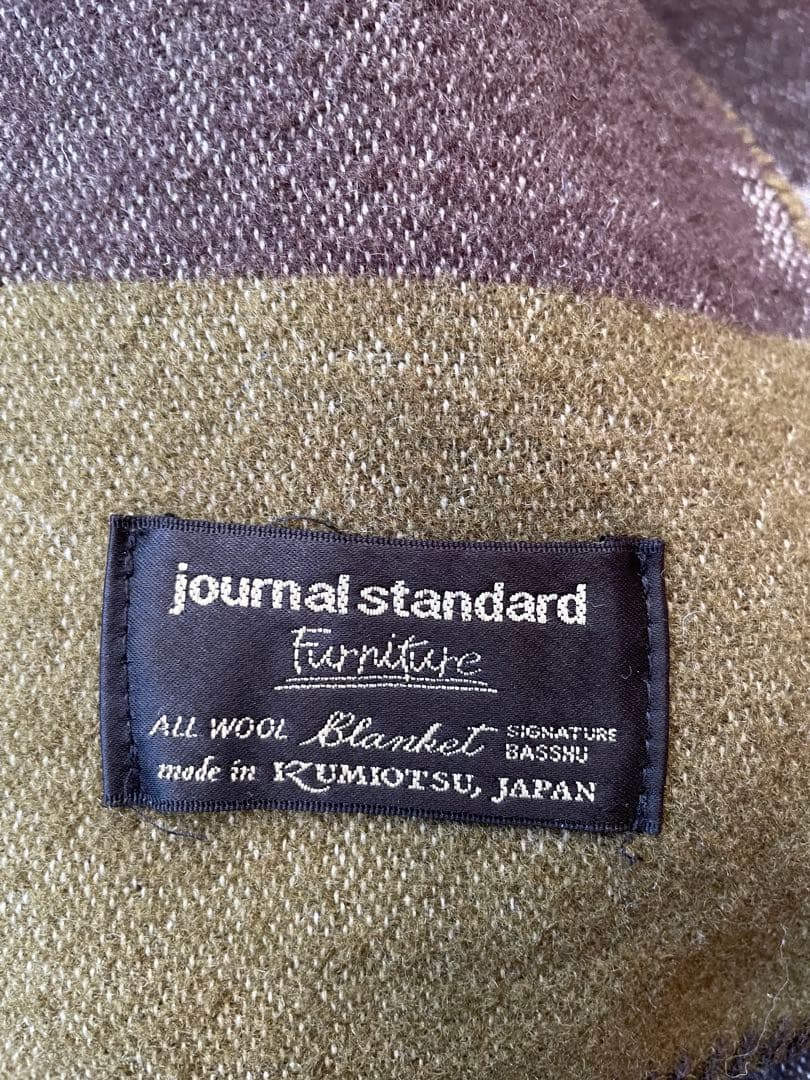 journal standard
Furniture
ALL WOOL Blanket SIGNATURE BASSHU
made in IZUMIOTSU, JAPAN